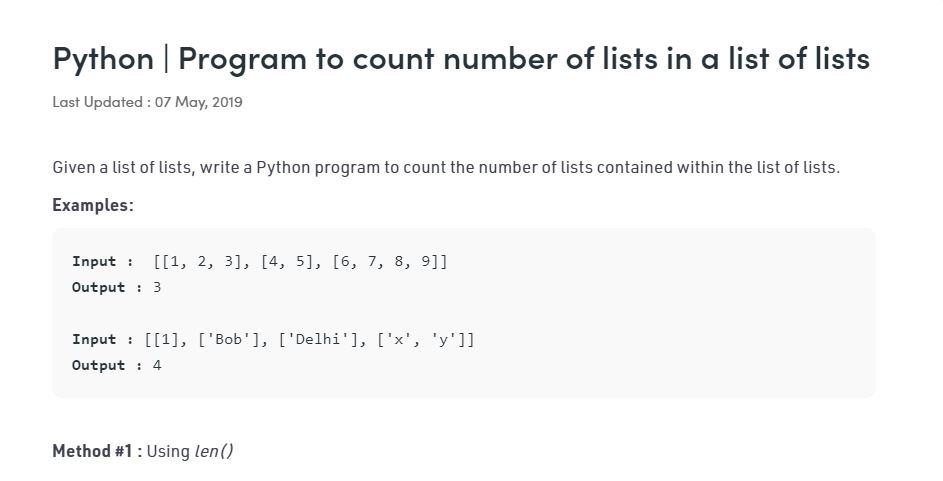 Python | Program to count number of lists in a list of lists
Last Updated : 07 May, 2019
Given a list of lists, write a Python program to count the number of lists contained within the list of lists.
Examples:
Input :  [[1, 2, 3], [4, 5], [6, 7, 8, 9]]
Output : 3
Input : [[1], ['Bob'], ['Delhi'], ['x', 'y']]
Output : 4
Method #1 : Using len()